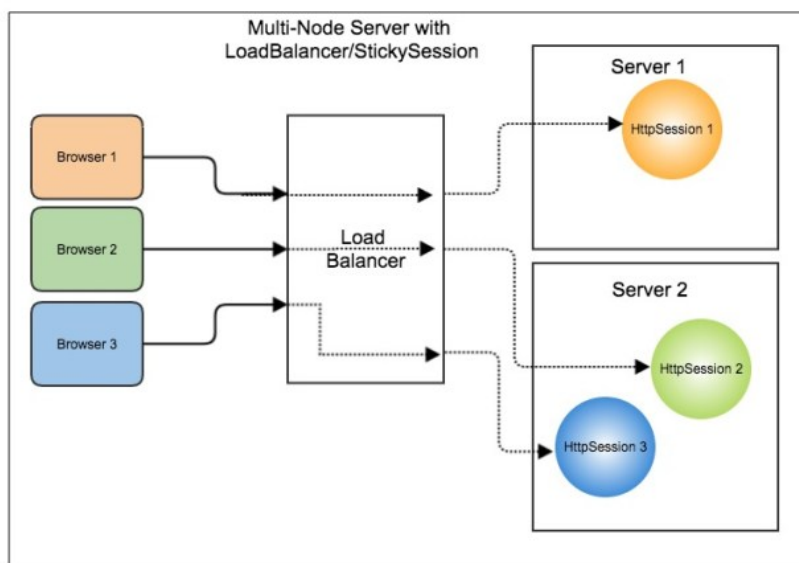 Multi-Node Server with
LoadBalancer/StickySession
Server 1
HttpSession 1
Browser 1
Browser 2
Browser 3
Load
Balancer
Server 2
HttpSession 2
HttpSession 3